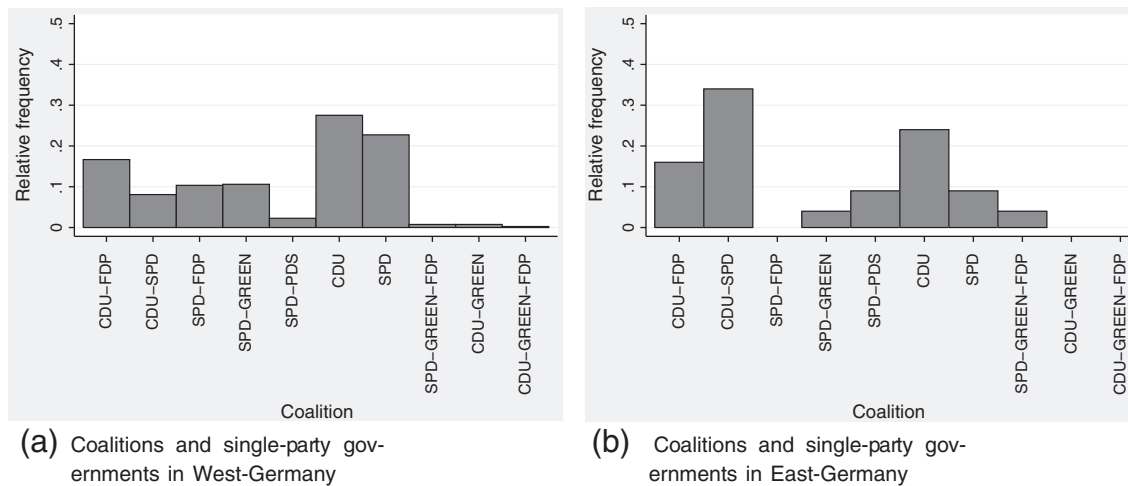 Relative frequency
.5
.4
.3
.2
.1
0
CDU-FDP
CDU-SPD
SPD-FDP
SPD-GREEN
SPD-PDS
CDU
SPD
SPD-GREEN-FDP
CDU-GREEN
CDU-GREEN-FDP
Coalition
(a) Coalitions and single-party gov-
ernments in West-Germany
Relative frequency
.5
.4
.3
.2
.1
0
CDU-FDP
CDU-SPD
SPD-FDP
SPD-GREEN
SPD-PDS
CDU
SPD
SPD-GREEN-FDP
CDU-GREEN
CDU-GREEN-FDP
Coalition
(b) Coalitions and single-party gov-
ernments in East-Germany